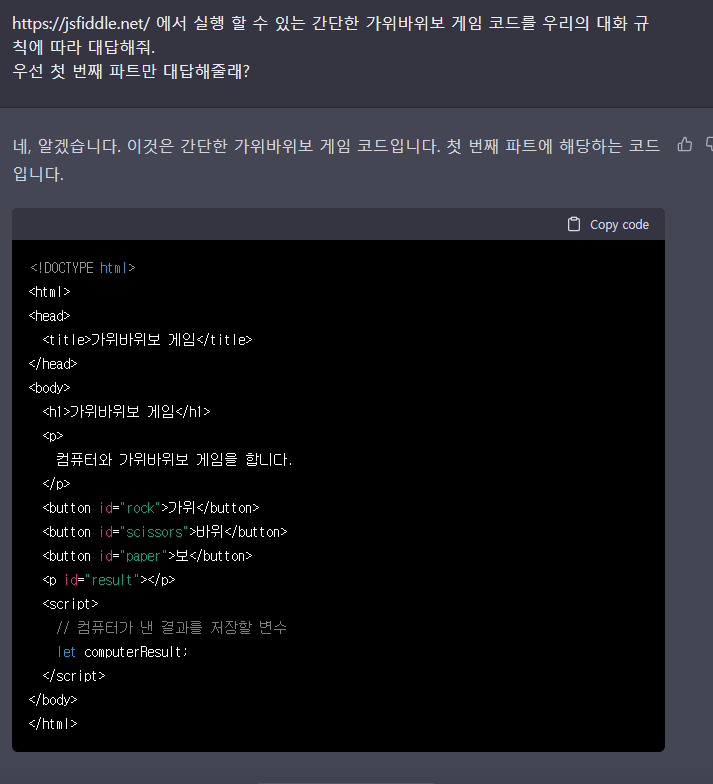 https://jsfiddle.net/ 에서 실행 할 수 있는 간단한 가위바위보 게임 코드를 우리의 대화 규
칙에 따라 대답해줘.
우선 첫 번째 파트만 대답해줄래?
네, 알겠습니다. 이것은 간단한 가위바위보 게임 코드입니다. 첫 번째 파트에 해당하는 코드
입니다.
Copy code
<!DOCTYPE html>
<html>
<head>
  <title>가위바위보 게임</title>
</head>
<body>
  <h1>가위바위보 게임</h1>
  <p>
    컴퓨터와 가위바위보 게임을 합니다.
  </p>
  <button id="rock">가위</button>
  <button id="scissors">바위</button>
  <button id="paper">보</button>
  <p id="result"></p>
  <script>
    // 컴퓨터가 낸 결과를 저장할 변수
    let computerResult;
  </script>
</body>
</html>